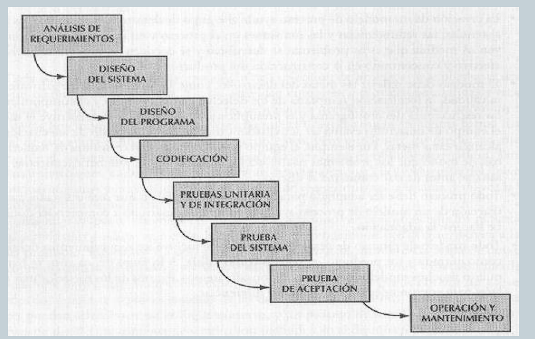 ANÁLISIS DE
REQUERIMIENTOS
DISEÑO
DEL SISTEMA
DISEÑO
DEL PROGRAMA
CODIFICACIÓN
PRUEBAS UNITARIA
Y DE INTEGRACIÓN
PRUEBA
DEL SISTEMA
PRUEBA
DE ACEPTACIÓN
OPERACIÓN Y
MANTENIMIENTO